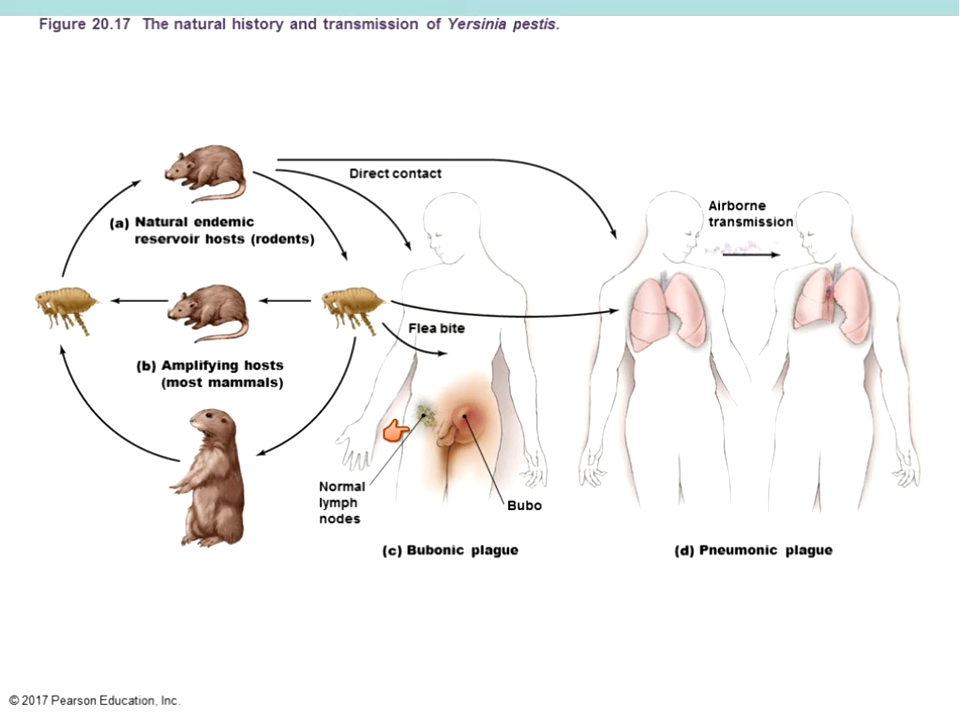 Figure 20.17 The natural history and transmission of Yersinia pestis.
Direct contact
(a) Natural endemic
reservoir hosts (rodents)
Airborne
transmission
Flea bite
(b) Amplifying hosts
(most mammals)
Normal
lymph
nodes
Bubo
(c) Bubonic plague
(d) Pneumonic plague
© 2017 Pearson Education, Inc.